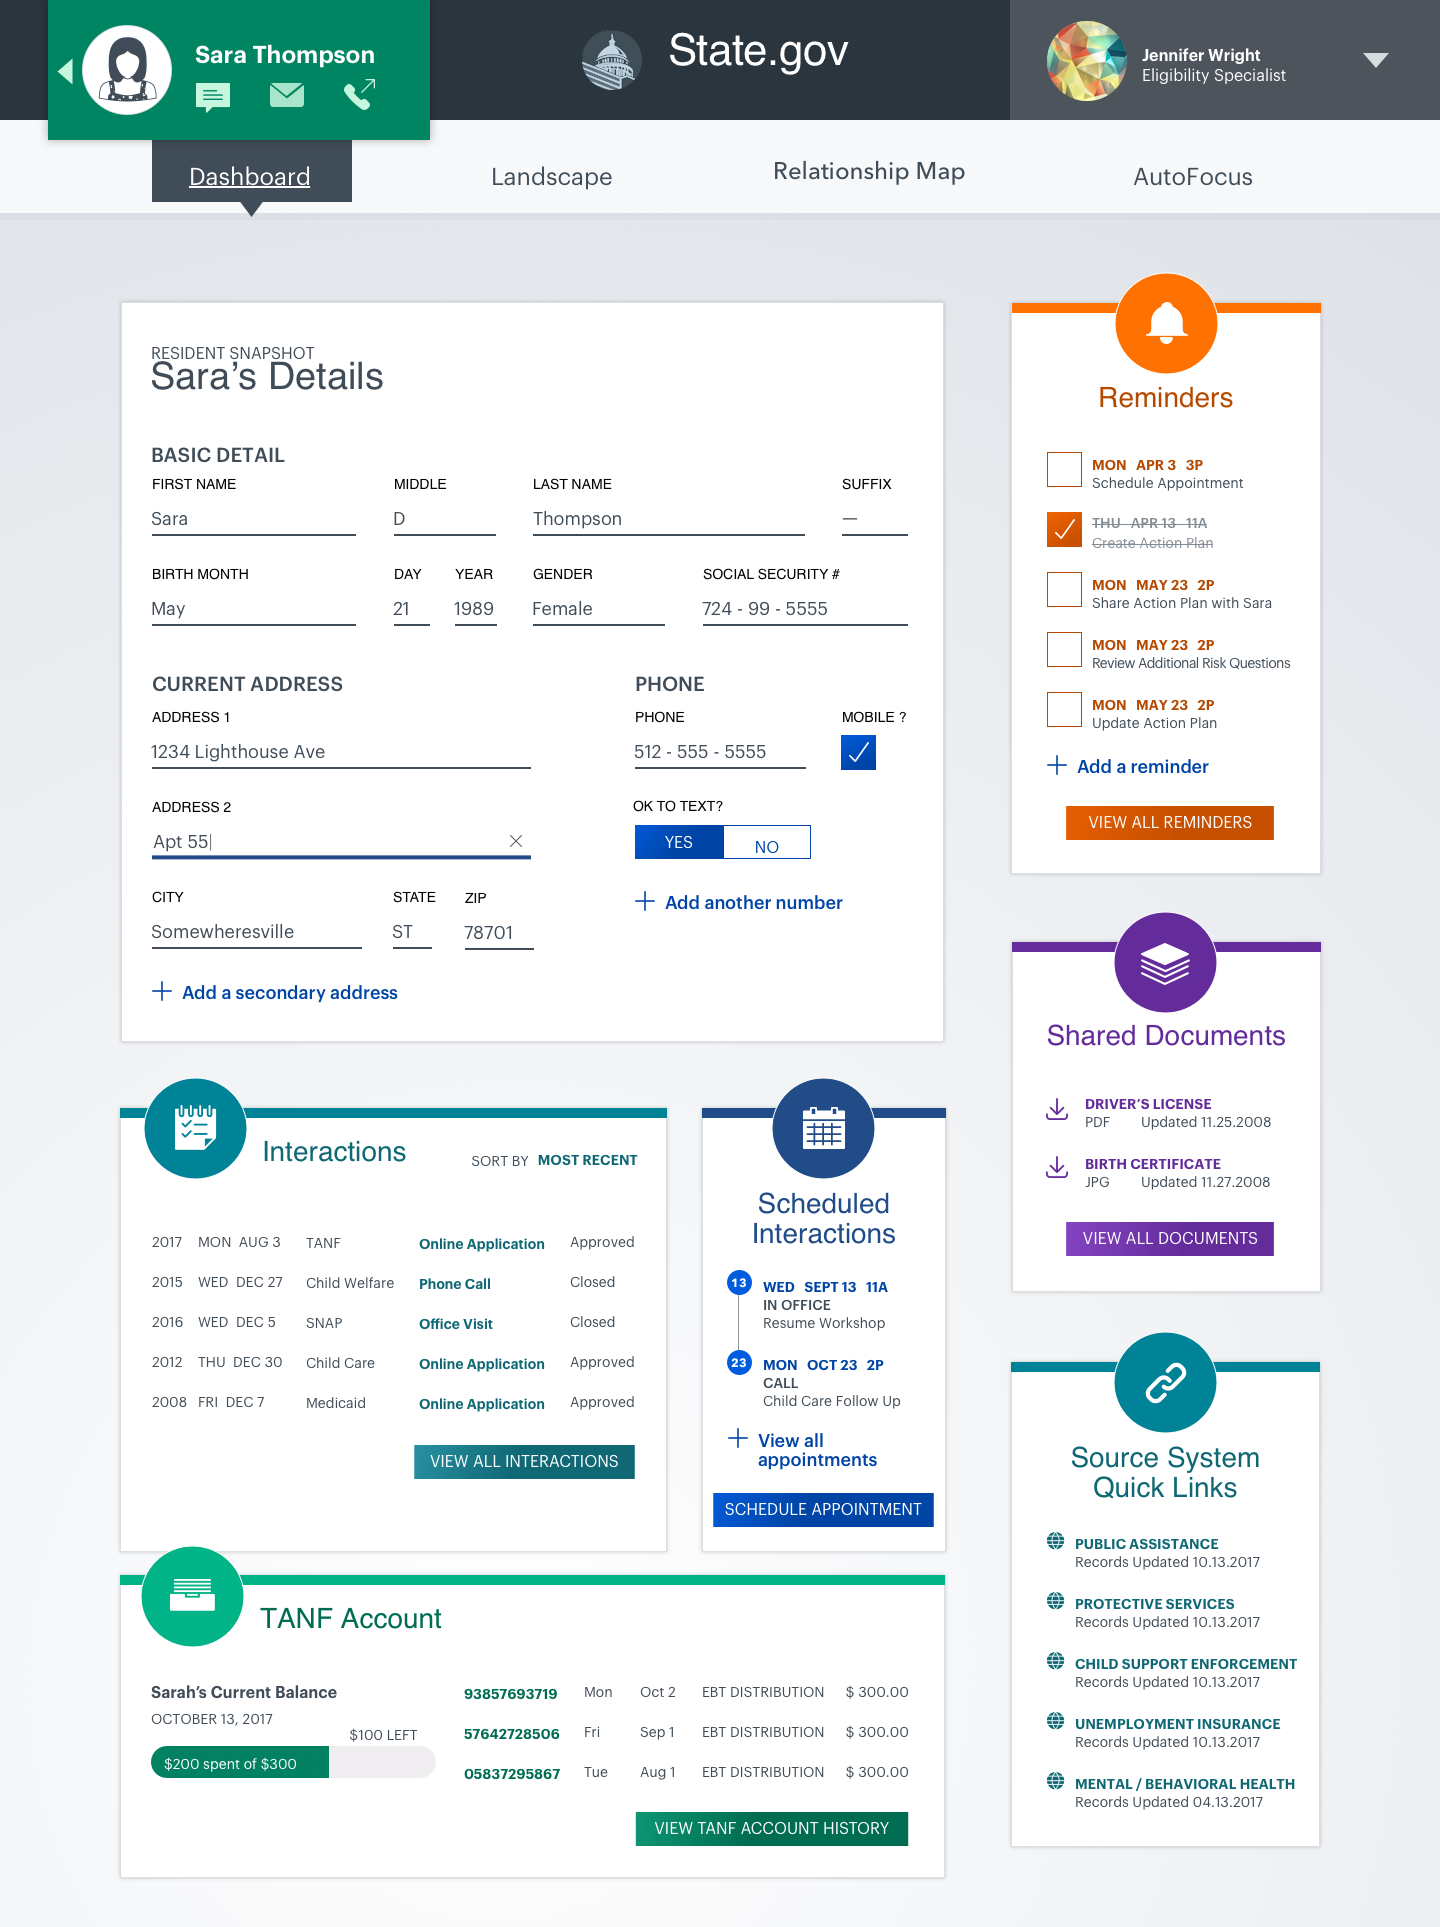 Sara Thompson
State.gov
Jennifer Wright
Eligibility Specialist
Dashboard
Landscape
Relationship Map
AutoFocus
RESIDENT SNAPSHOT
Sara’s Details
BASIC DETAIL
FIRST NAME MIDDLE LAST NAME SUFFIX
Sara D Thompson —
BIRTH MONTH DAY YEAR GENDER SOCIAL SECURITY #
May 21 1989 Female 724 - 99 - 5555
CURRENT ADDRESS
ADDRESS 1
1234 Lighthouse Ave
ADDRESS 2
Apt 55
CITY STATE ZIP
Somewheresville ST 78701
Add a secondary address
PHONE
PHONE MOBILE ?
512 - 555 - 5555
OK TO TEXT?
YES NO
Add another number
Reminders
MON APR 3 3P
Schedule Appointment
THU APR 13 11A
Create Action Plan
MON MAY 23 2P
Share Action Plan with Sara
MON MAY 23 2P
Review Additional Risk Questions
MON MAY 23 2P
Update Action Plan
Add a reminder
VIEW ALL REMINDERS
Shared Documents
DRIVER’S LICENSE
PDF Updated 11.25.2008
BIRTH CERTIFICATE
JPG Updated 11.27.2008
VIEW ALL DOCUMENTS
Interactions
SORT BY MOST RECENT
2017 MON AUG 3 TANF Online Application Approved
2015 WED DEC 27 Child Welfare Phone Call Closed
2016 WED DEC 5 SNAP Office Visit Closed
2012 THU DEC 30 Child Care Online Application Approved
2008 FRI DEC 7 Medicaid Online Application Approved
VIEW ALL INTERACTIONS
Scheduled
Interactions
13 WED SEPT 13 11A
IN OFFICE
Resume Workshop
23 MON OCT 23 2P
CALL
Child Care Follow Up
View all
appointments
SCHEDULE APPOINTMENT
Source System
Quick Links
PUBLIC ASSISTANCE
Records Updated 10.13.2017
PROTECTIVE SERVICES
Records Updated 10.13.2017
CHILD SUPPORT ENFORCEMENT
Records Updated 10.13.2017
UNEMPLOYMENT INSURANCE
Records Updated 10.13.2017
MENTAL / BEHAVIORAL HEALTH
Records Updated 04.13.2017
TANF Account
Sarah’s Current Balance
OCTOBER 13, 2017
$100 LEFT
$200 spent of $300
93857693719 Mon Oct 2 EBT DISTRIBUTION $ 300.00
57642728506 Fri Sep 1 EBT DISTRIBUTION $ 300.00
05837295867 Tue Aug 1 EBT DISTRIBUTION $ 300.00
VIEW TANF ACCOUNT HISTORY